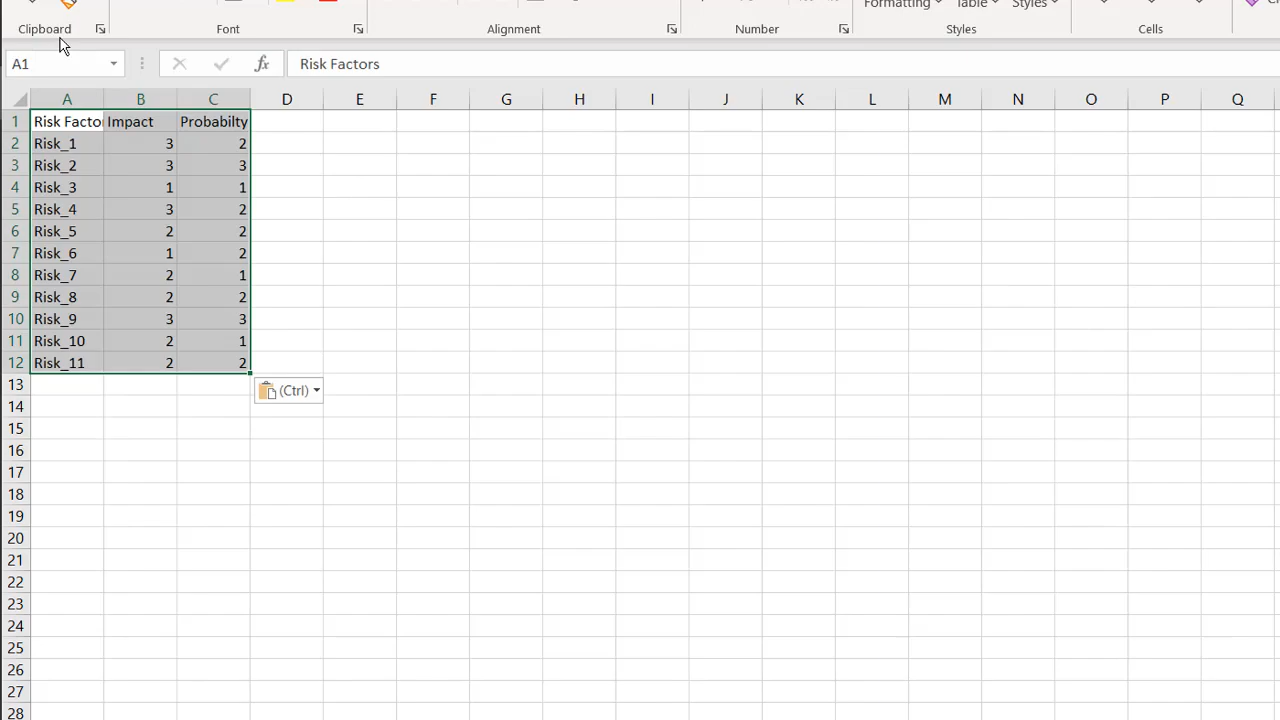 Formatting Table Styles
Clipboard Font Alignment Number Styles Cells
A1 fx Risk Factors
A B C D E F G H I J K L M N O P Q
1 Risk Facto Impact Probabilty
2 Risk_1 3 2
3 Risk_2 3 3
4 Risk_3 1 1
5 Risk_4 3 2
6 Risk_5 2 2
7 Risk_6 1 2
8 Risk_7 2 1
9 Risk_8 2 2
10 Risk_9 3 3
11 Risk_10 2 1
12 Risk_11 2 2
13
(Ctrl)
14
15
16
17
18
19
20
21
22
23
24
25
26
27
28